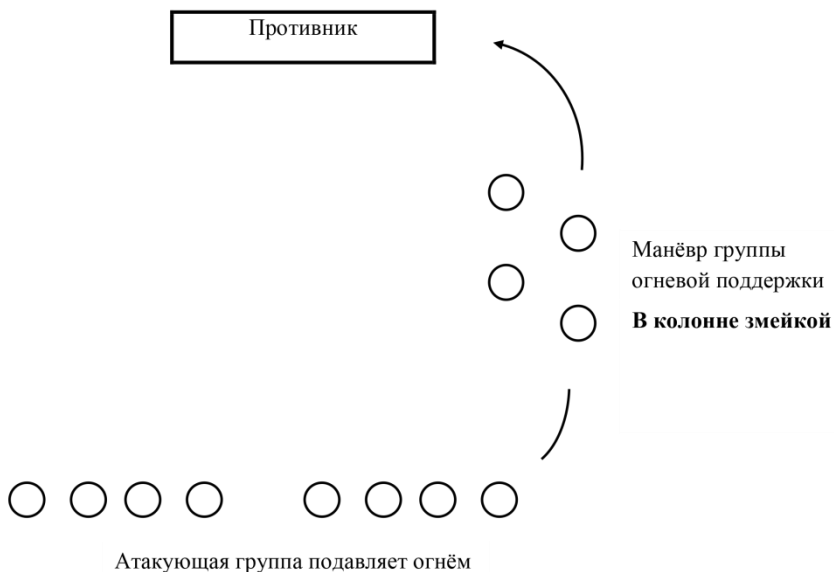 Противник
Манёвр группы
огневой поддержки
В колонне змейкой
Атакующая группа подавляет огнём